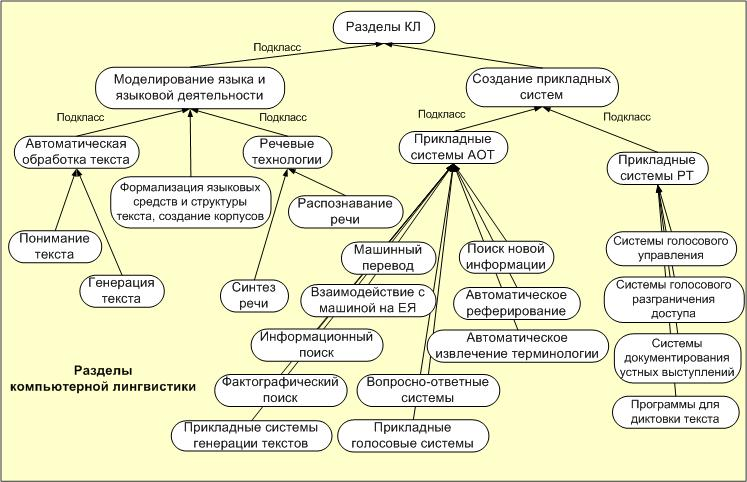 Разделы КЛ
Подкласс
Моделирование языка и
языковой деятельности
Создание прикладных
систем
Подкласс
Подкласс
Подкласс
Подкласс
Автоматическая
обработка текста
Речевые
технологии
Прикладные
системы АОТ
Прикладные
системы РТ
Формализация языковых
средств и структуры
текста, создание корпусов
Распознавание
речи
Понимание
текста
Машинный
перевод
Поиск новой
информации
Системы голосового
управления
Генерация
текста
Синтез
речи
Взаимодействие с
машиной на ЕЯ
Автоматическое
реферирование
Системы голосового
разграничения
доступа
Информационный
поиск
Автоматическое
извлечение терминологии
Системы
документирования
устных выступлений
Разделы
компьютерной лингвистики
Фактографический
поиск
Вопросно-ответные
системы
Программы для
диктовки текста
Прикладные системы
генерации текстов
Прикладные
голосовые системы